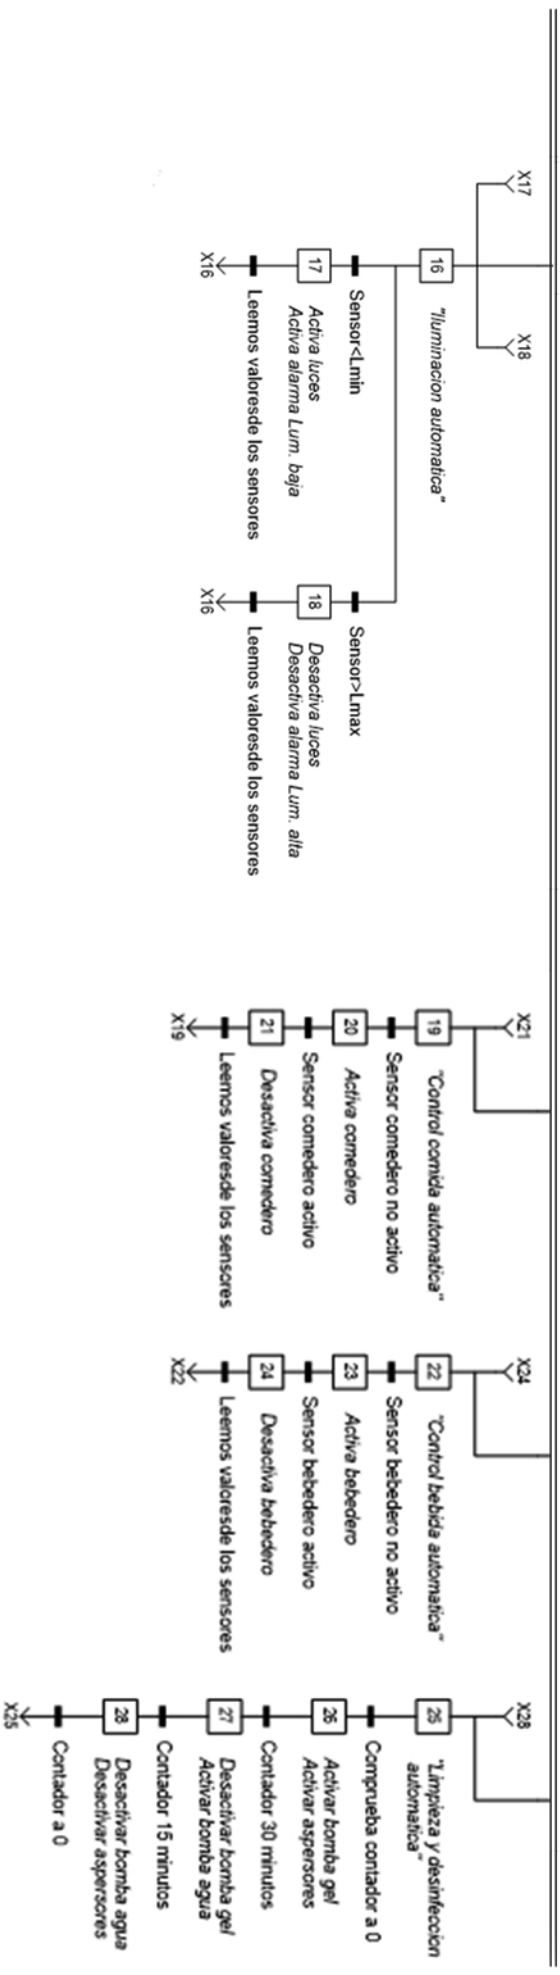 X17
X18
16
"Iluminacion automatica"
Sensor<Lmin
17
Activa luces
Activa alarma Lum. baja
Leemos valoresde los sensores
X16
Sensor>Lmax
18
Desactiva luces
Desactiva alarma Lum. alta
Leemos valoresde los sensores
X16
X21
19
"Control comida automatica"
Sensor comedero no activo
20
Activa comedero
Sensor comedero activo
21
Desactiva comedero
Leemos valoresde los sensores
X19
X24
22
"Control bebida automatica"
Sensor bebedero no activo
23
Activa bebedero
Sensor bebedero activo
24
Desactiva bebedero
Leemos valoresde los sensores
X22
X28
25
"Limpieza y desinfeccion
automatica"
Comprueba contador a 0
26
Activar bomba gel
Activar aspersores
Contador 30 minutos
27
Desactivar bomba gel
Activar bomba agua
Contador 15 minutos
28
Desactivar bomba agua
Desactivar aspersores
Contador a 0
X25